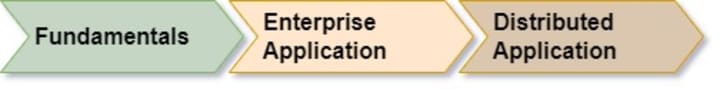 Fundamentals
Enterprise
Application
Distributed
Application